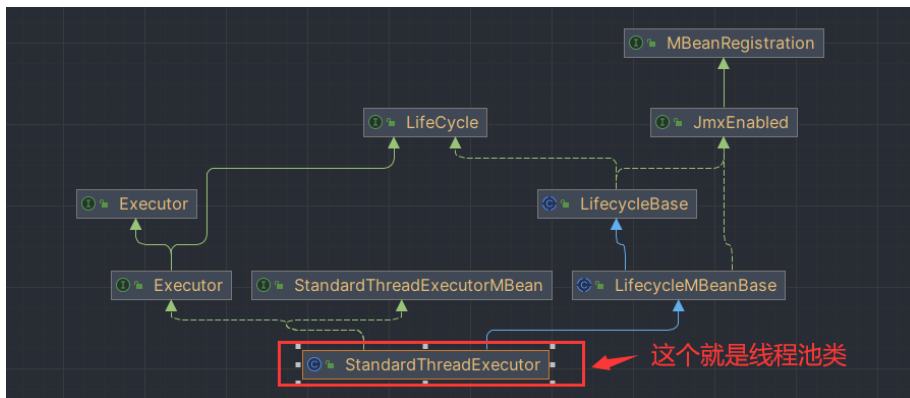 MBeanRegistration
LifeCycle
JmxEnabled
Executor
LifecycleBase
Executor
StandardThreadExecutorMBean
LifecycleMBeanBase
StandardThreadExecutor
这个就是线程池类